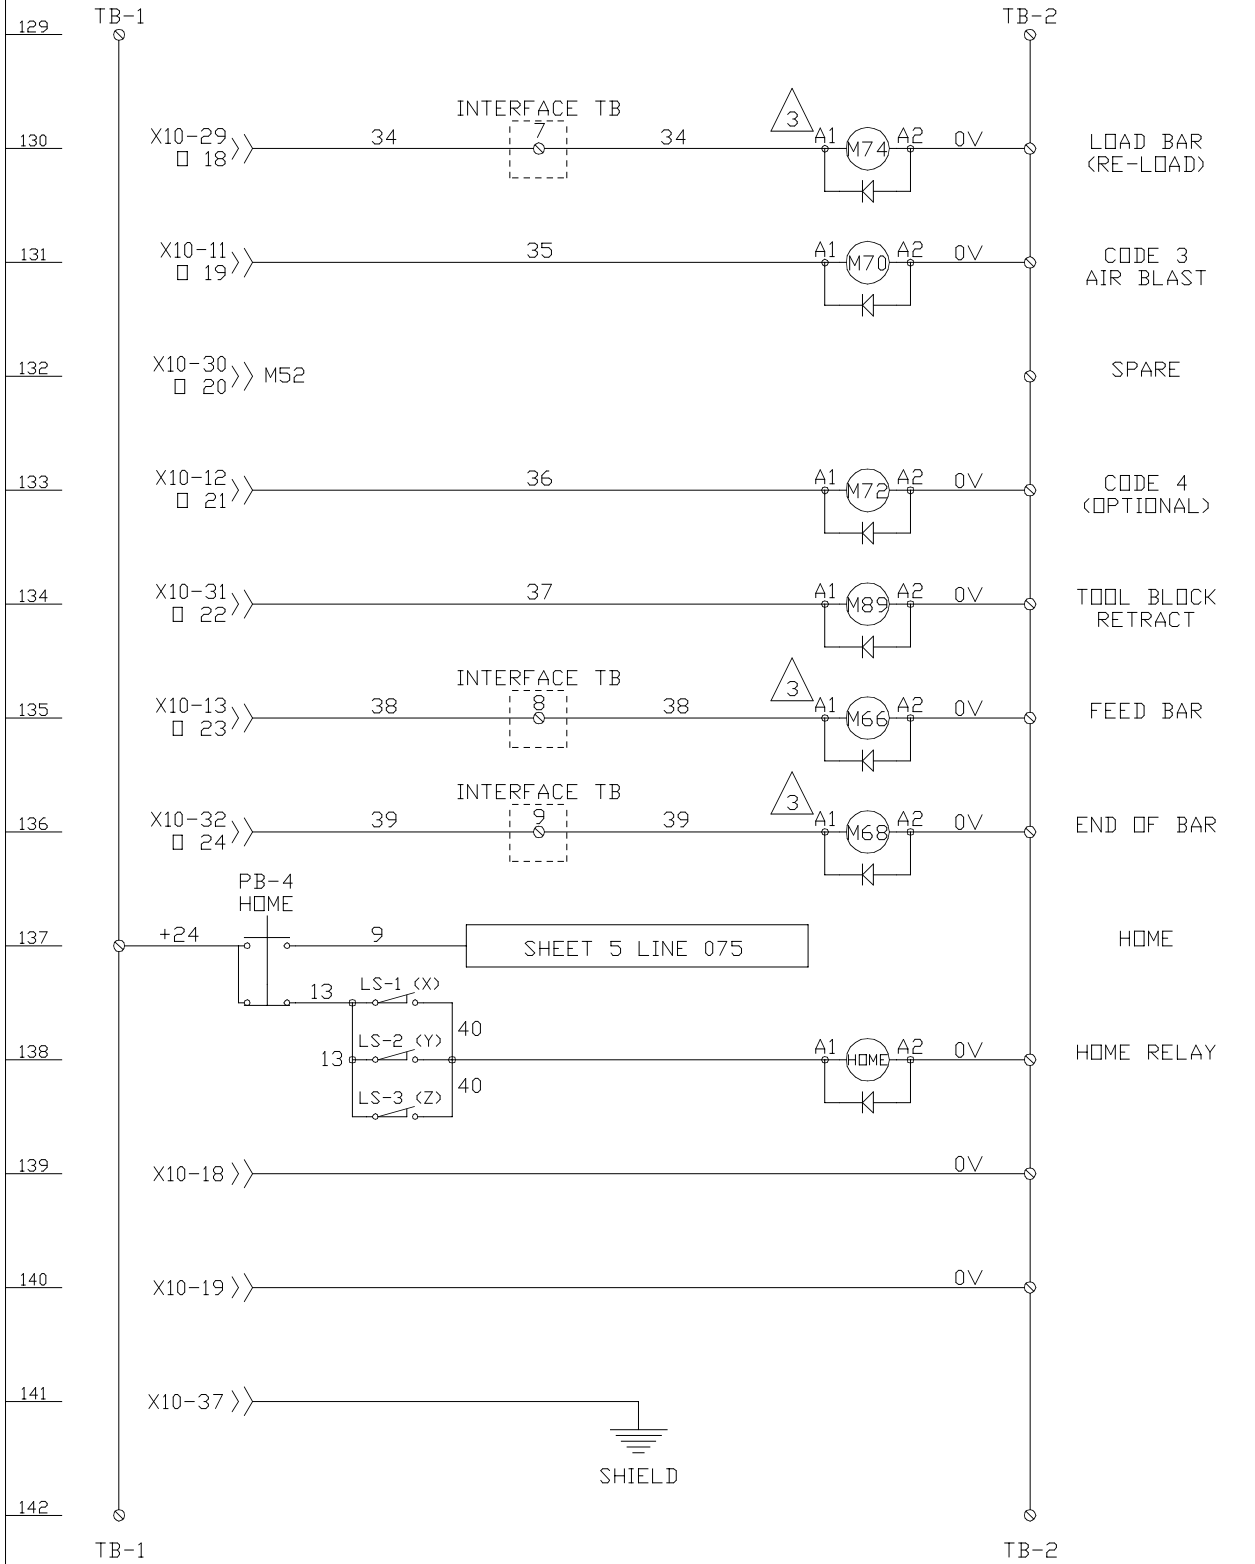 TB-1 TB-2
129
INTERFACE TB
130 X10-29 34 7 34 3 A1 M74 A2 0V LOAD BAR
O 18 (RE-LOAD)
131 X10-11 35 A1 M70 A2 0V CODE 3
O 19 AIR BLAST
132 X10-30 M52 SPARE
O 20
133 X10-12 36 A1 M72 A2 0V CODE 4
O 21 (OPTIONAL)
134 X10-31 37 A1 M89 A2 0V TOOL BLOCK
O 22 RETRACT
INTERFACE TB
135 X10-13 38 8 38 3 A1 M66 A2 0V FEED BAR
O 23
INTERFACE TB
136 X10-32 39 9 39 3 A1 M68 A2 0V END OF BAR
O 24
PB-4
HOME
137 +24 9 SHEET 5 LINE 075 HOME
13 LS-1 (X)
40
LS-2 (Y)
138 13 A1 HOME A2 0V HOME RELAY
40
LS-3 (Z)
139 X10-18 0V
140 X10-19 0V
141 X10-37
SHIELD
142
TB-1 TB-2